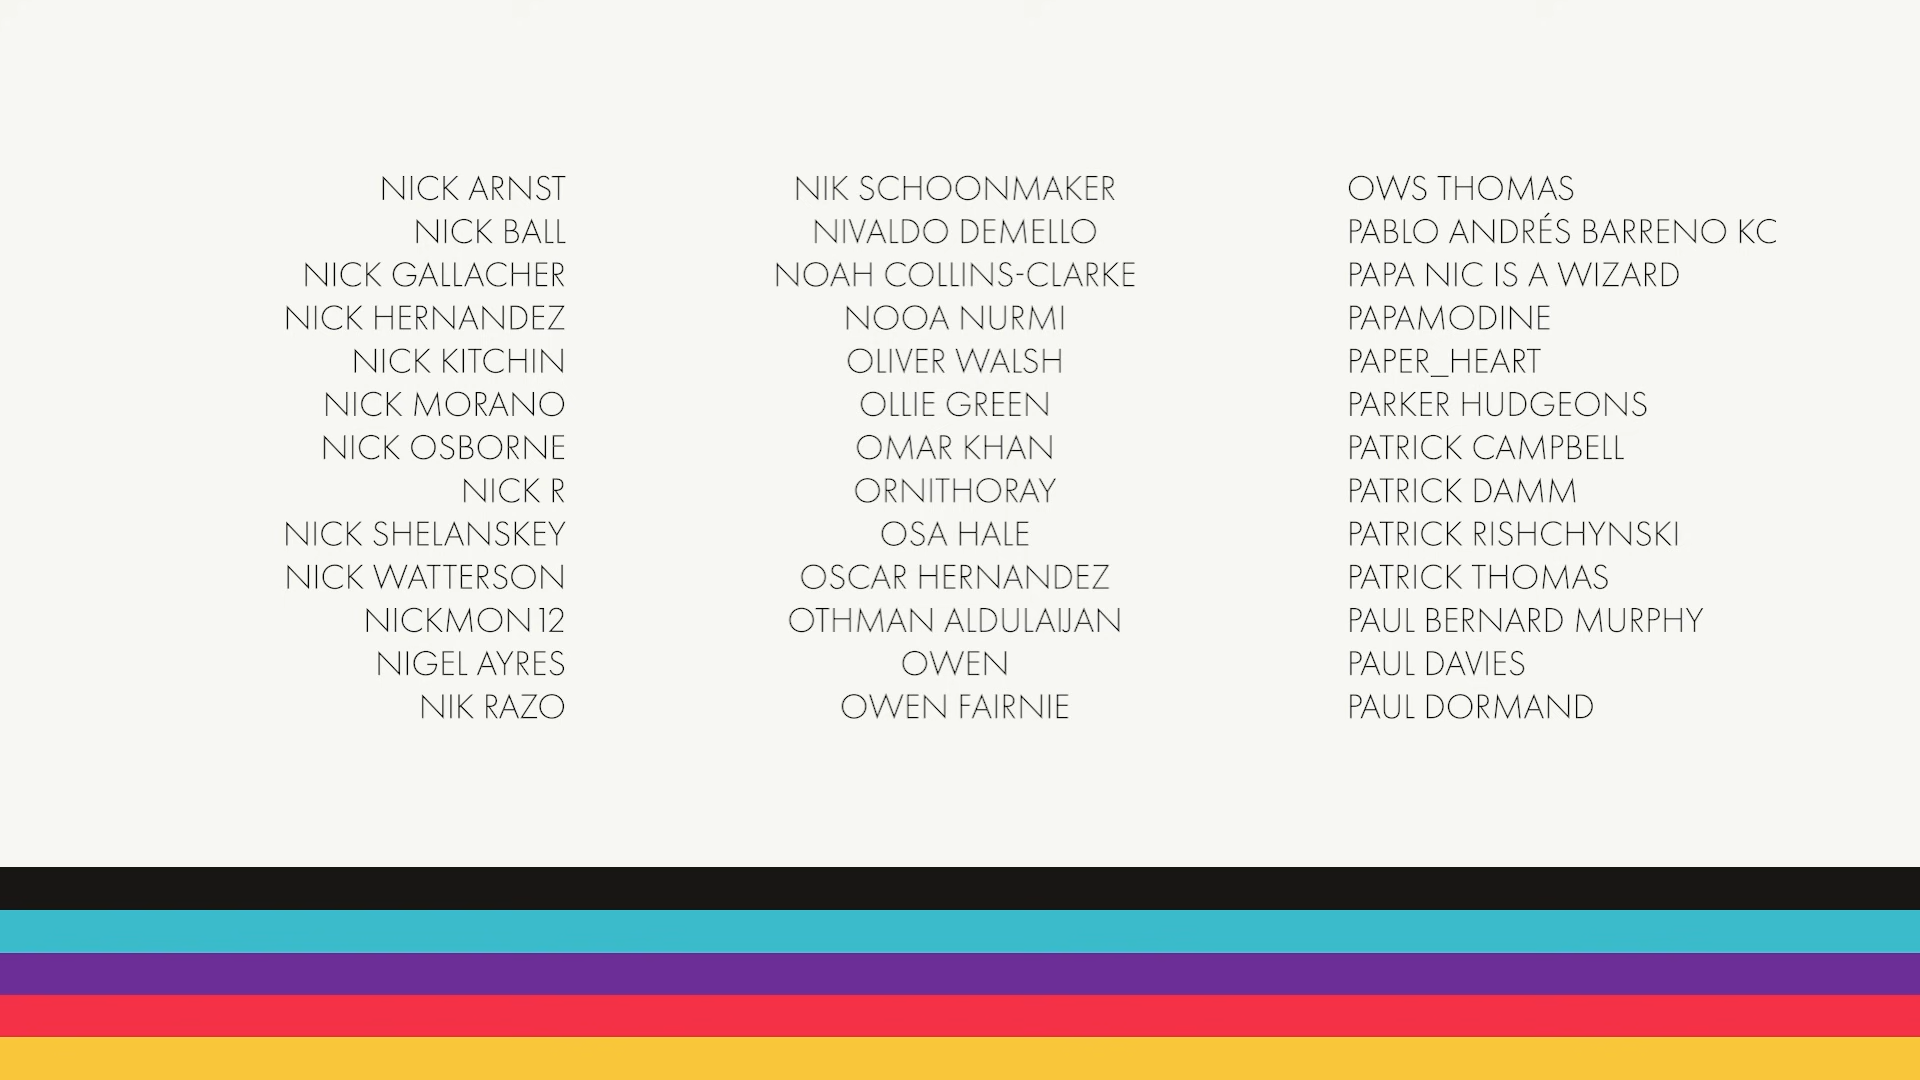 NICK ARNST
NICK BALL
NICK GALLACHER
NICK HERNANDEZ
NICK KITCHIN
NICK MORANO
NICK OSBORNE
NICK R
NICK SHELANSKEY
NICK WATTERSON
NICKMON12
NIGEL AYRES
NIK RAZO
NIK SCHOONMAKER
NIVALDO DEMELLO
NOAH COLLINS-CLARKE
NOOA NURMI
OLIVER WALSH
OLLIE GREEN
OMAR KHAN
ORNITHORAY
OSA HALE
OSCAR HERNANDEZ
OTHMAN ALDULAIJAN
OWEN
OWEN FAIRNIE
OWS THOMAS
PABLO ANDRÉS BARRENO KC
PAPA NIC IS A WIZARD
PAPAMODINE
PAPER_HEART
PARKER HUDGEONS
PATRICK CAMPBELL
PATRICK DAMM
PATRICK RISHCHYNSKI
PATRICK THOMAS
PAUL BERNARD MURPHY
PAUL DAVIES
PAUL DORMAND